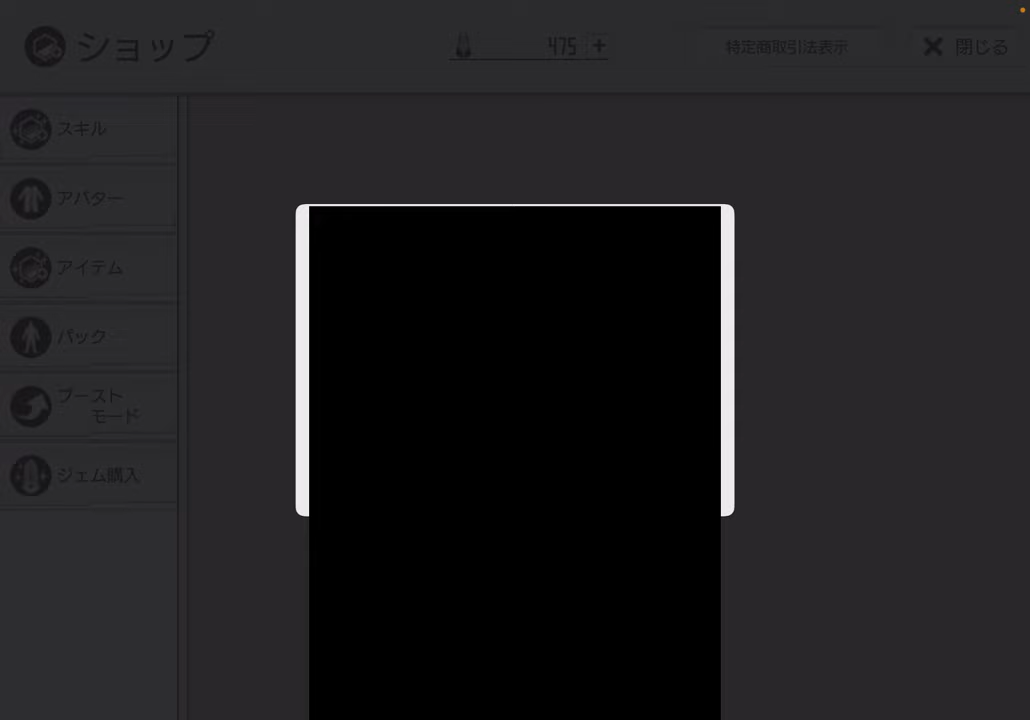 ショップ
475 +
特定商取引法表示
閉じる
スキル
アバター
アイテム
パック
ブースト
モード
ジェム購入